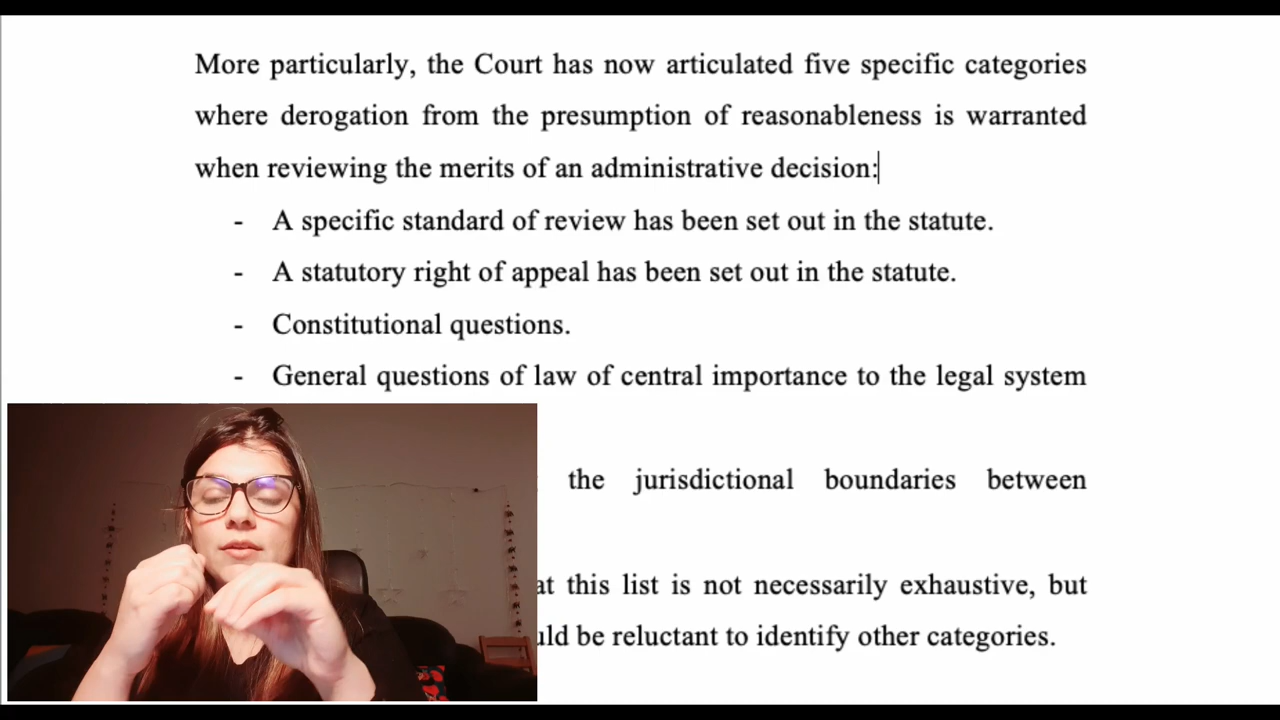 More particularly, the Court has now articulated five specific categories
where derogation from the presumption of reasonableness is warranted
when reviewing the merits of an administrative decision:
- A specific standard of review has been set out in the statute.
- A statutory right of appeal has been set out in the statute.
- Constitutional questions.
- General questions of law of central importance to the legal system
the jurisdictional boundaries between
this list is not necessarily exhaustive, but
be reluctant to identify other categories.